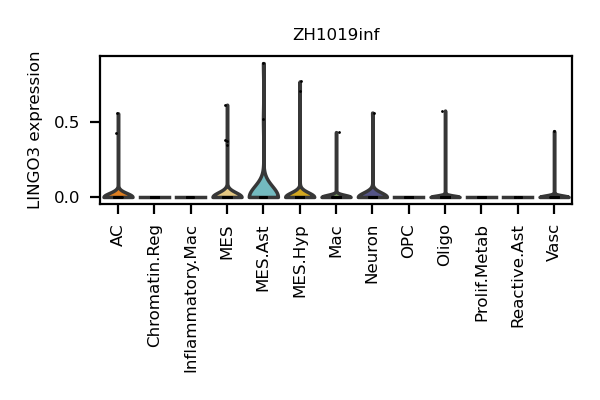 ZH1019inf
LINGO3 expression
0.5
0.0
AC
Chromatin.Reg
Inflammatory.Mac
MES
MES.Ast
MES.Hyp
Mac
Neuron
OPC
Oligo
Prolif.Metab
Reactive.Ast
Vasc